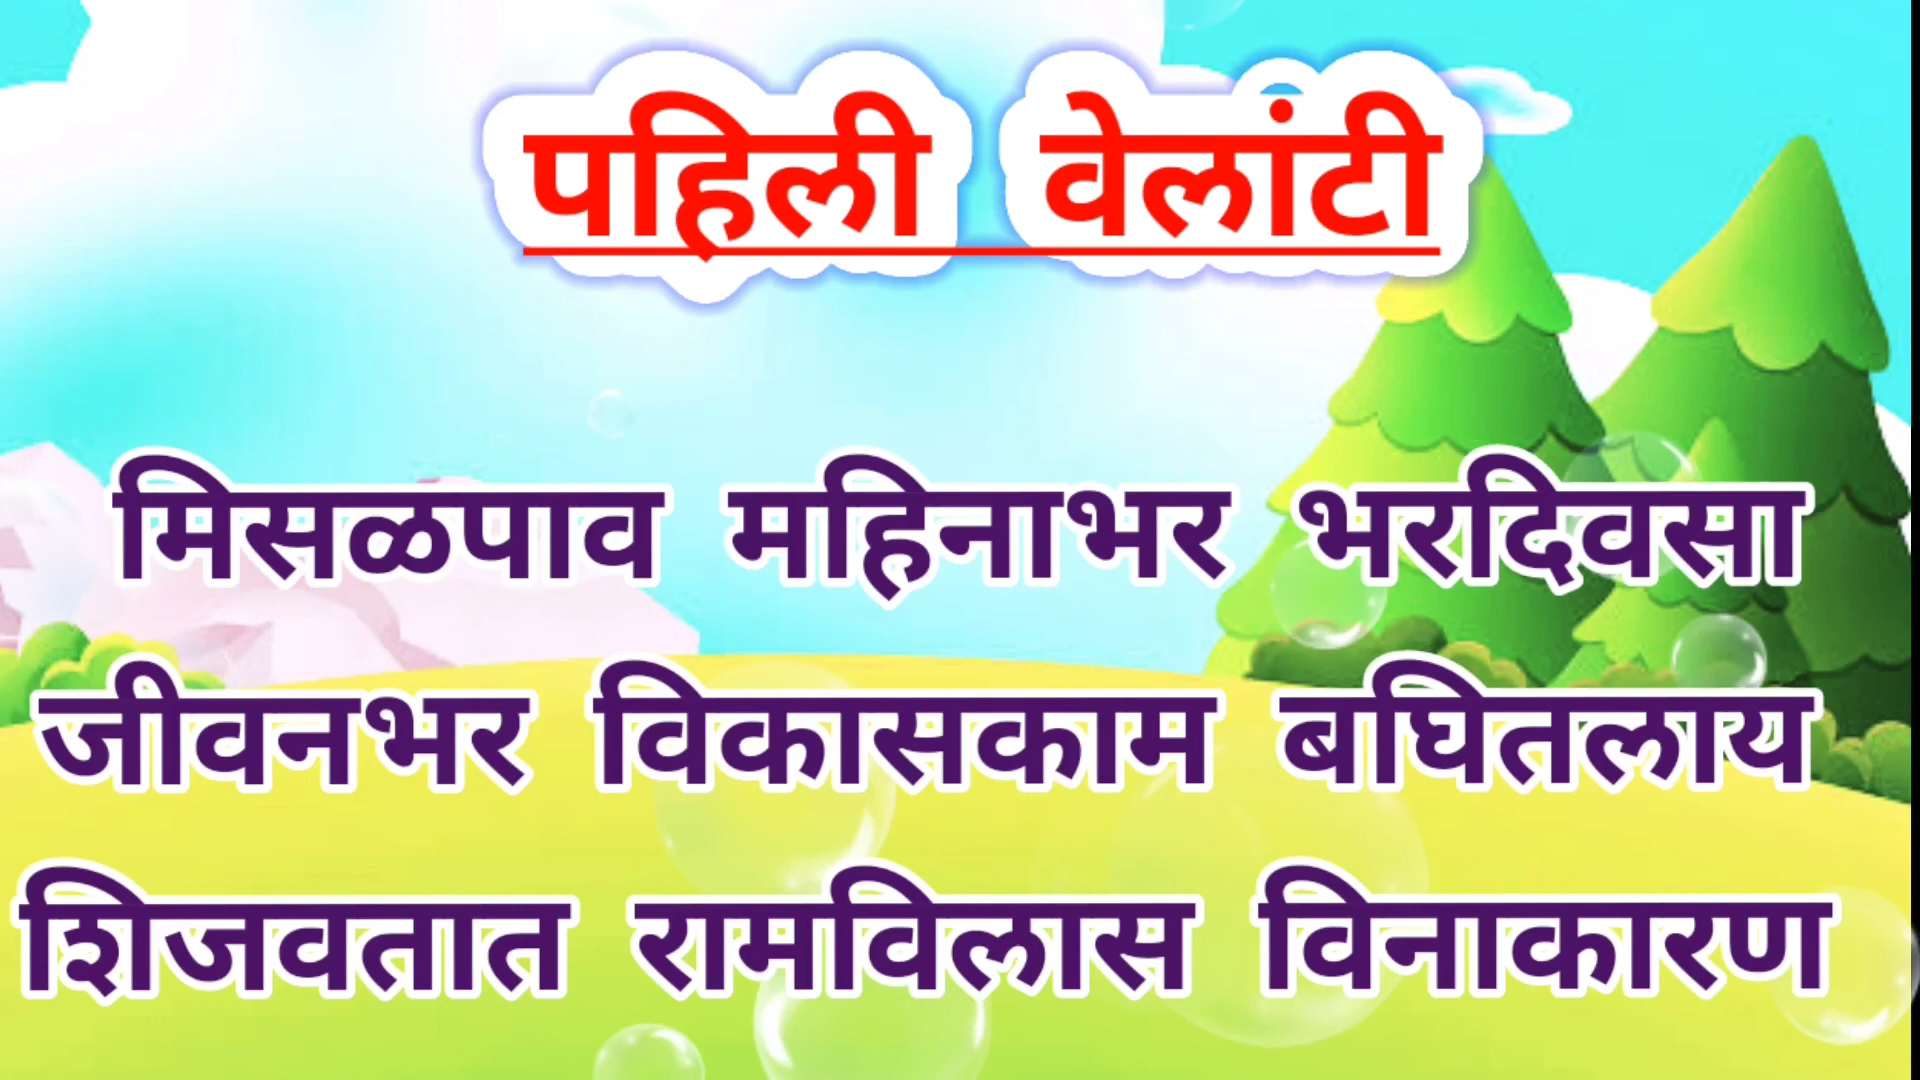 पहिली वेलांटी
मिसळपाव महिनाभर भरदिवसा
जीवनभर विकासकाम बघितलाय
शिजवतात रामविलास विनाकारण